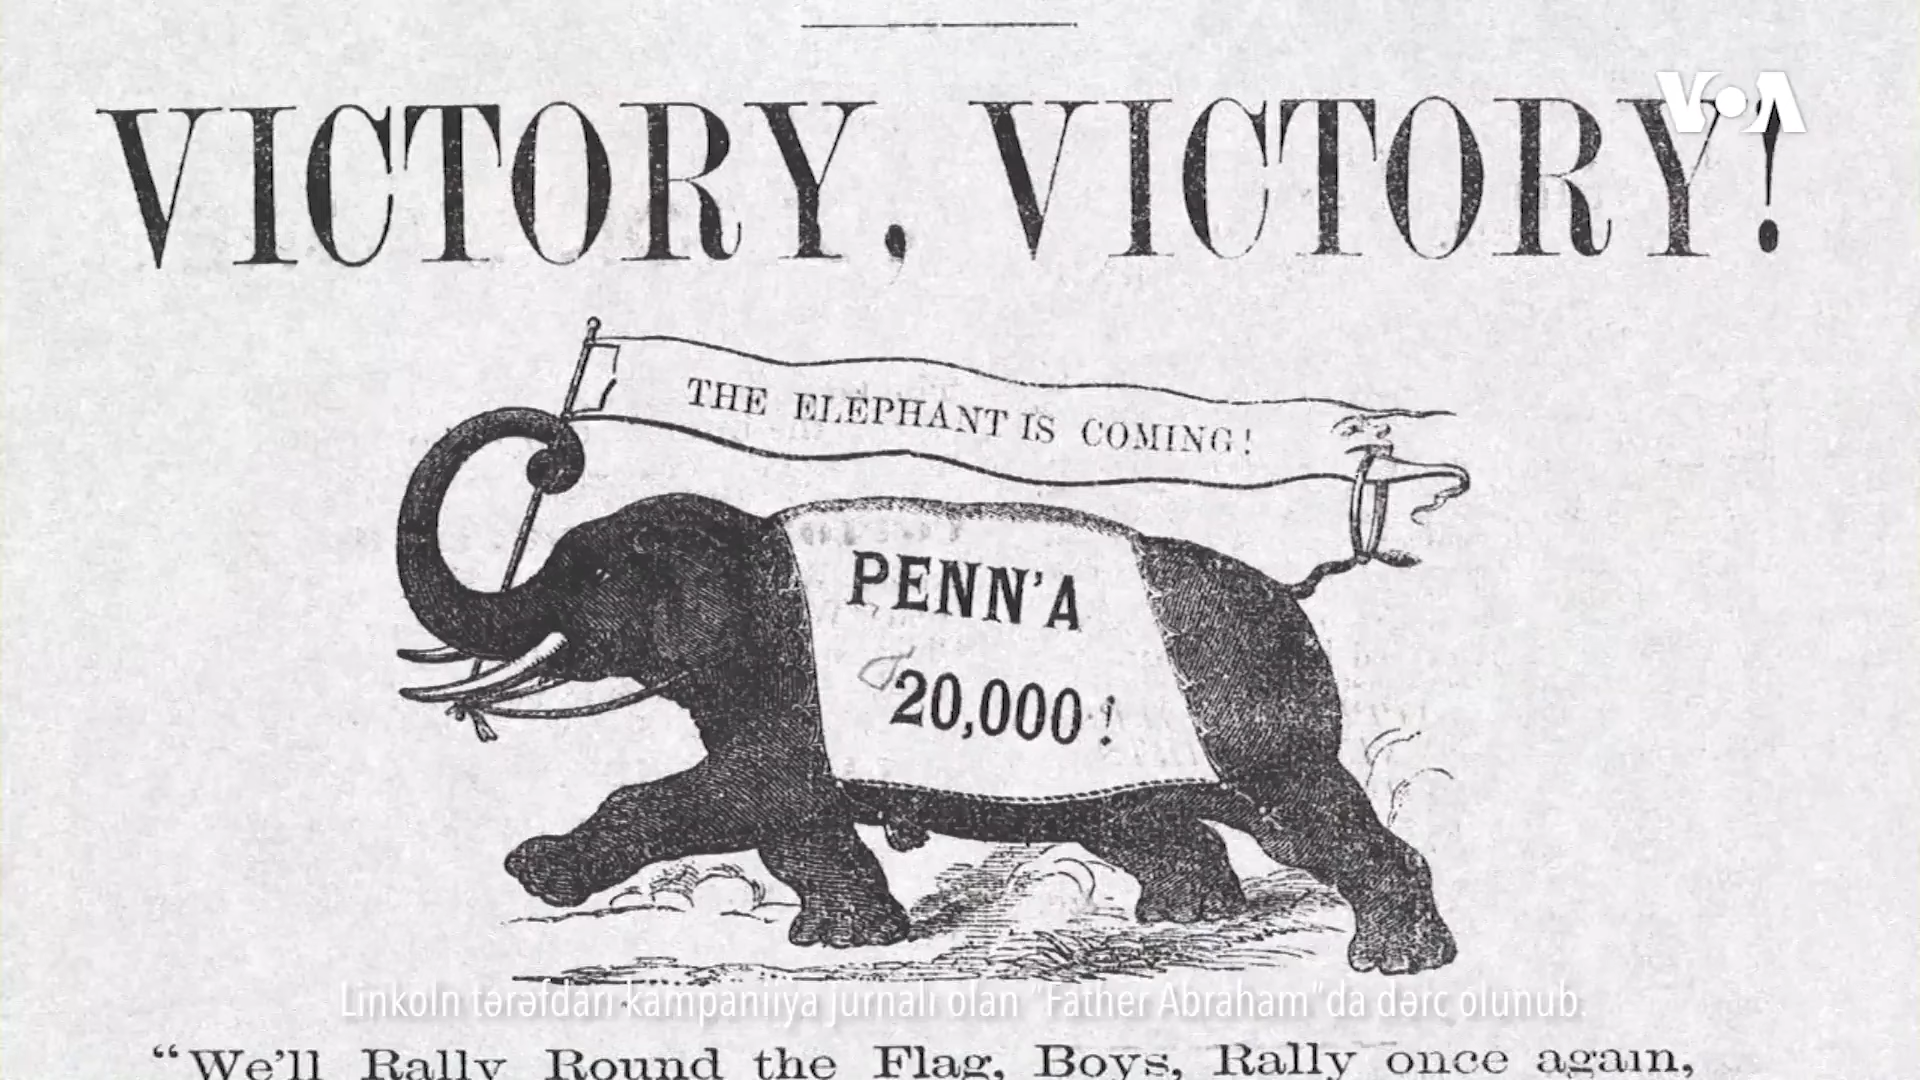 VOA
VICTORY, VICTORY!
THE ELEPHANT IS COMING!
PENN'A
20,000!
Linkoln tərəfdarı kampaniiya jurnalı olan "Father Abraham"da dərc olunub.
“We'll Rally Round the Flag, Boys, Rally once again,